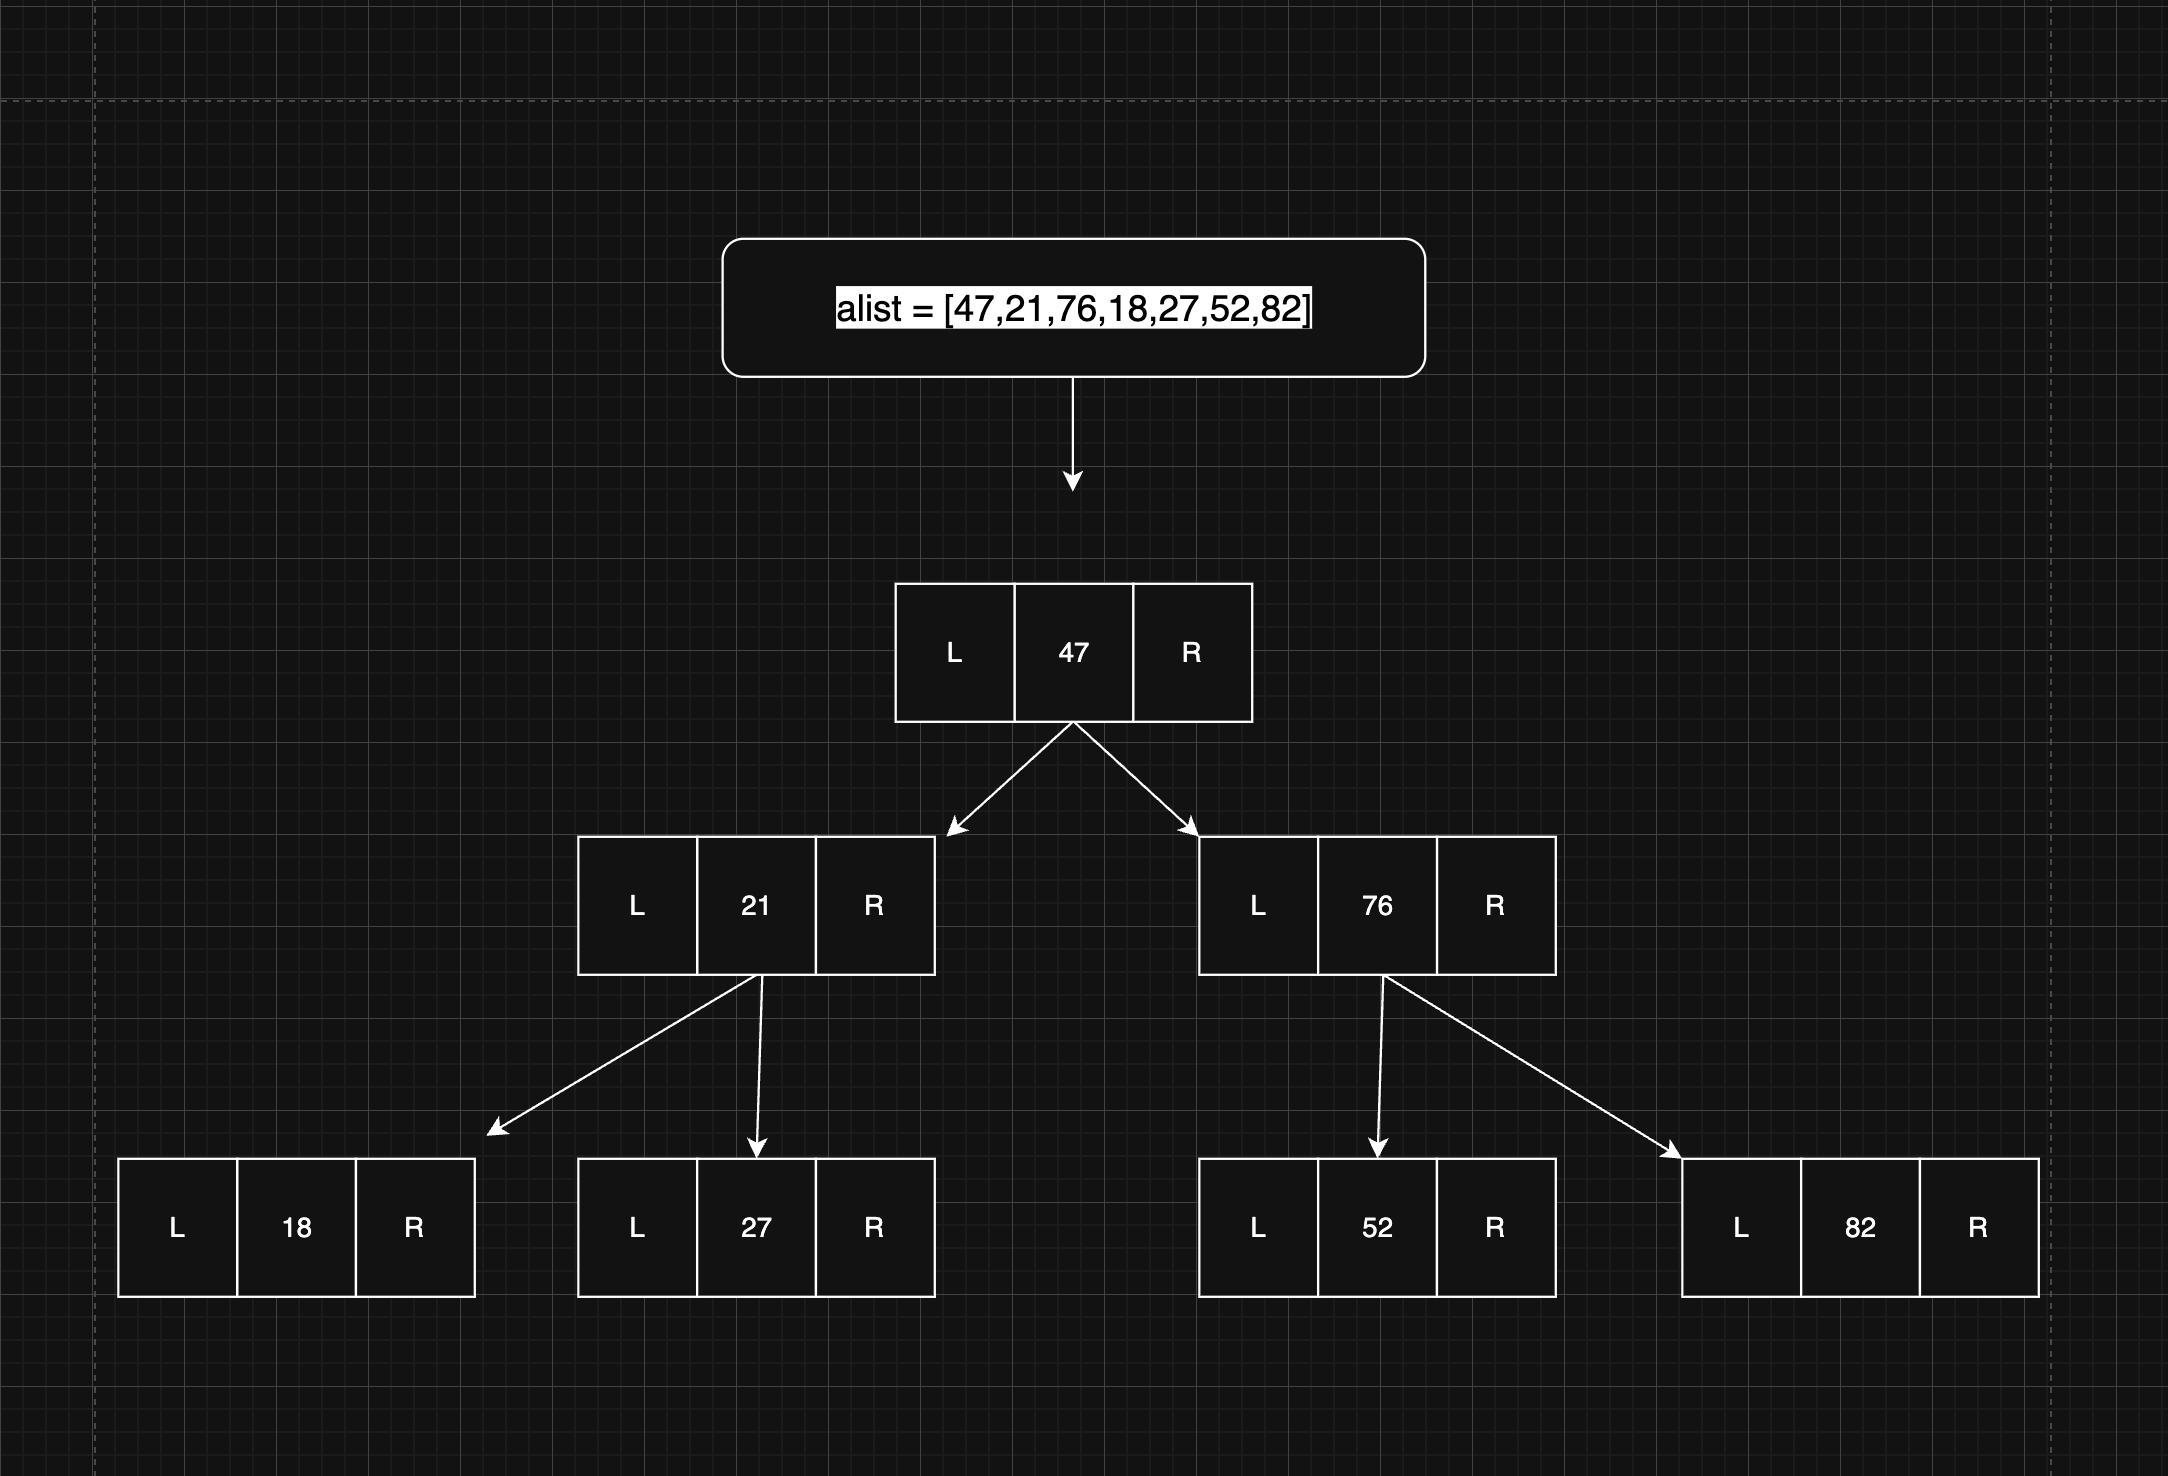 alist = [47,21,76,18,27,52,82]
L 47 R
L 21 R L 76 R
L 18 R L 27 R L 52 R L 82 R